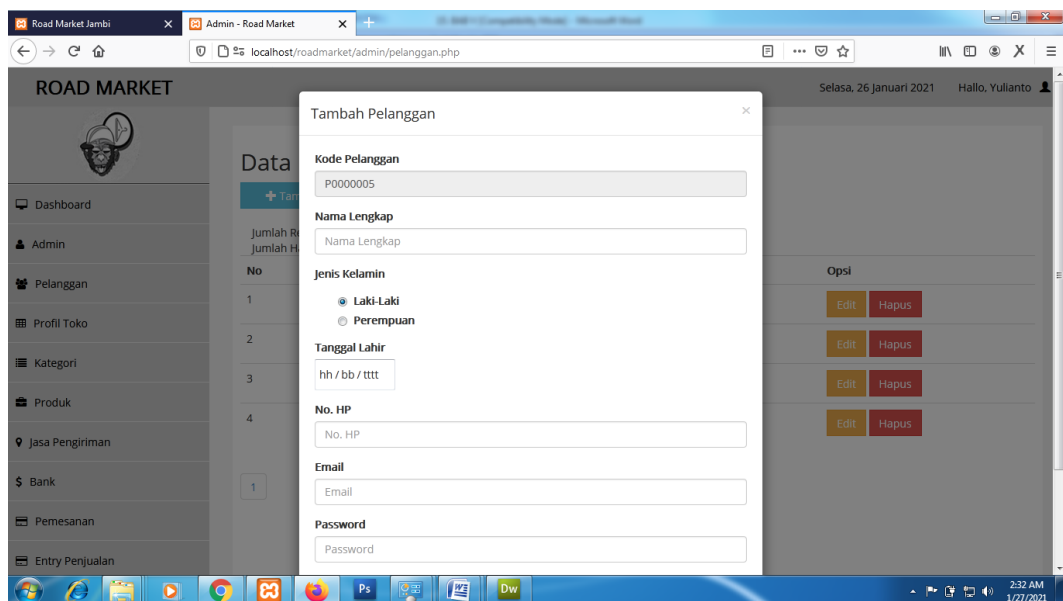 Road Market Jambi
Admin - Road Market
localhost/roadmarket/admin/pelanggan.php
ROAD MARKET
Selasa, 26 Januari 2021
Hallo, Yulianto
Dashboard
Admin
Pelanggan
Profil Toko
Kategori
Produk
Jasa Pengiriman
$ Bank
Pemesanan
Entry Penjualan
Data
Jumlah
Jumlah
No
Opsi
1
Edit Hapus
2
Edit Hapus
3
Edit Hapus
4
Edit Hapus
1
Tambah Pelanggan
×
Kode Pelanggan
P0000005
Nama Lengkap
Nama Lengkap
Jenis Kelamin
Laki-Laki
Perempuan
Tanggal Lahir
hh / bb / tttt
No. HP
No. HP
Email
Email
Password
Password
Ps
Dw
2:32 AM
1/27/2021